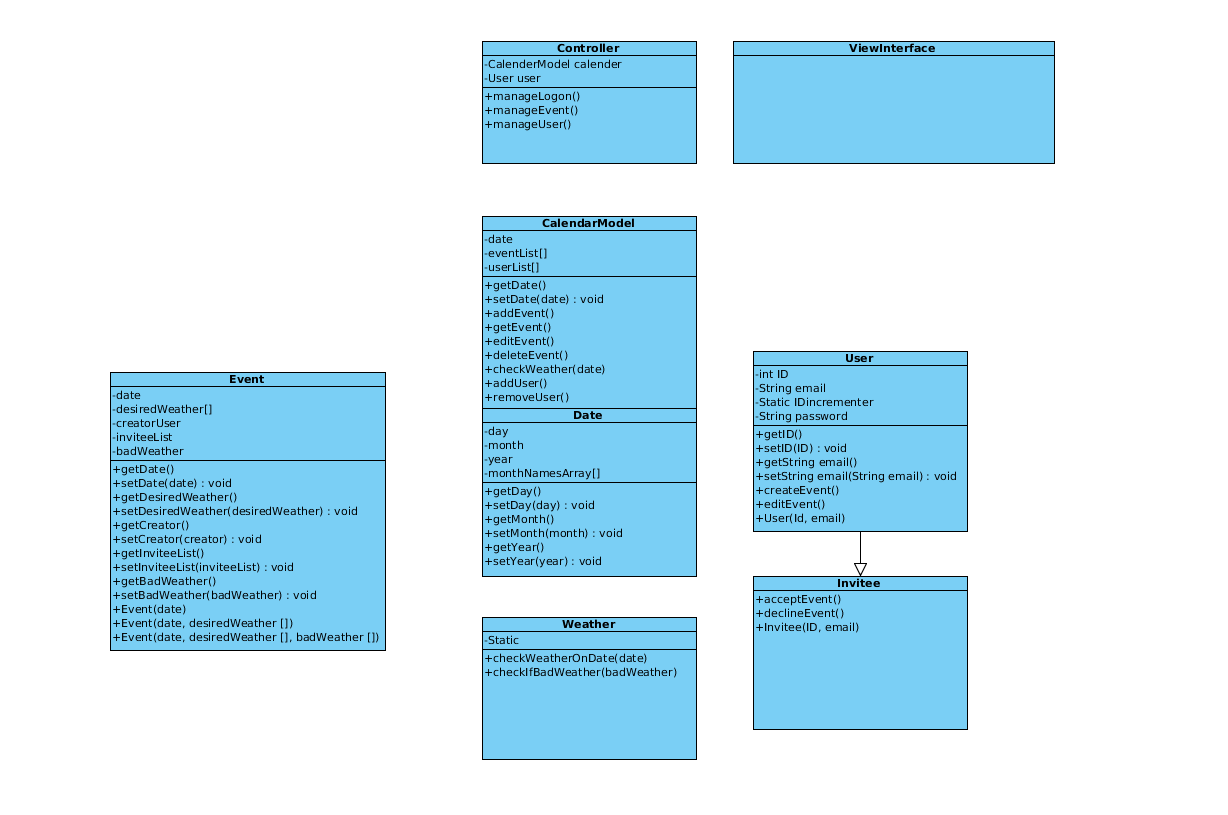 Controller
-CalenderModel calender
-User user
+manageLogon()
+manageEvent()
+manageUser()
ViewInterface
CalendarModel
-date
-eventList[]
-userList[]
+getDate()
+setDate(date) : void
+addEvent()
+getEvent()
+editEvent()
+deleteEvent()
+checkWeather(date)
+addUser()
+removeUser()
Date
-day
-month
-year
-monthNamesArray[]
+getDay()
+setDay(day) : void
+getMonth()
+setMonth(month) : void
+getYear()
+setYear(year) : void
Event
-date
-desiredWeather[]
-creatorUser
-inviteeList
-badWeather
+getDate()
+setDate(date) : void
+getDesiredWeather()
+setDesiredWeather(desiredWeather) : void
+getCreator()
+setCreator(creator) : void
+getInviteeList()
+setInviteeList(inviteeList) : void
+getBadWeather()
+setBadWeather(badWeather) : void
+Event(date)
+Event(date, desiredWeather [])
+Event(date, desiredWeather [], badWeather [])
User
-int ID
-String email
-Static IDincrementer
-String password
+getID()
+setID(ID) : void
+getString email()
+setString email(String email) : void
+createEvent()
+editEvent()
+User(Id, email)
Invitee
+acceptEvent()
+declineEvent()
+Invitee(ID, email)
Weather
-Static
+checkWeatherOnDate(date)
+checkIfBadWeather(badWeather)